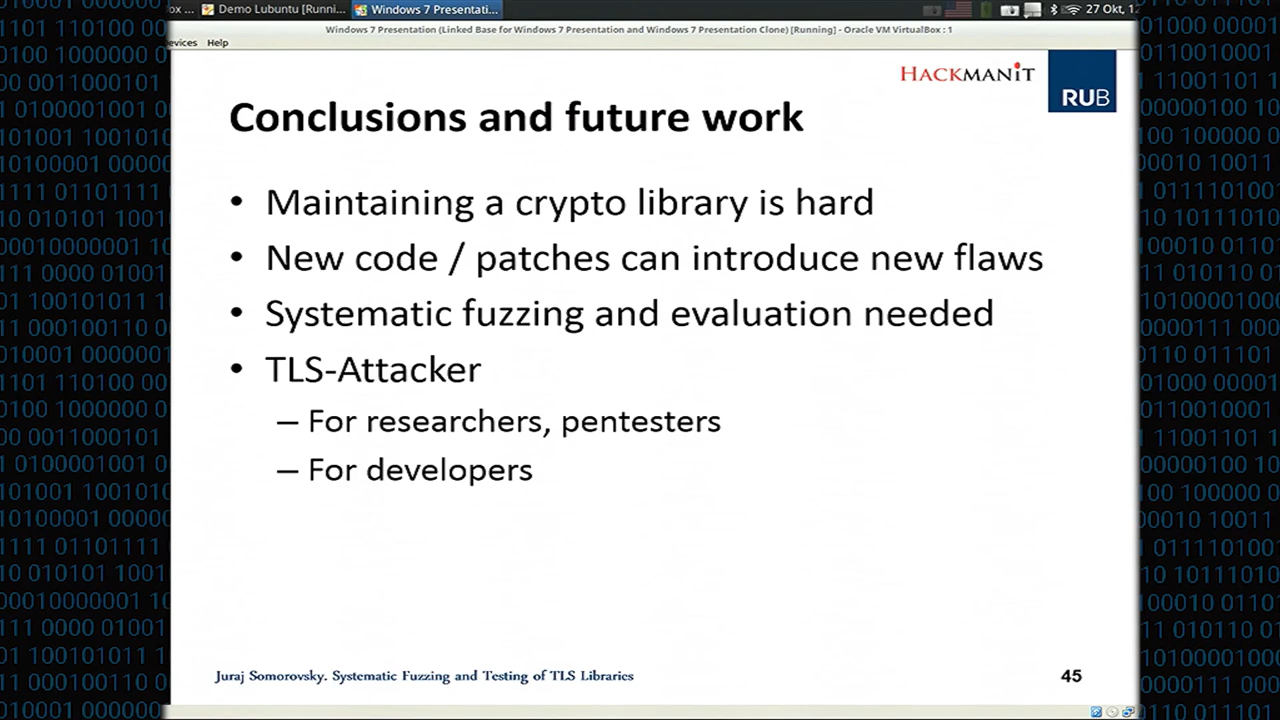 ox ...
Demo Lubuntu [Runni...
Windows 7 Presentati...
27 Okt, 12
Windows 7 Presentation (Linked Base for Windows 7 Presentation and Windows 7 Presentation Clone) [Running] - Oracle VM VirtualBox : 1
evices Help
HACKMANIT
RUB
Conclusions and future work
• Maintaining a crypto library is hard
• New code / patches can introduce new flaws
• Systematic fuzzing and evaluation needed
• TLS-Attacker
– For researchers, pentesters
– For developers
Juraj Somorovsky. Systematic Fuzzing and Testing of TLS Libraries
45